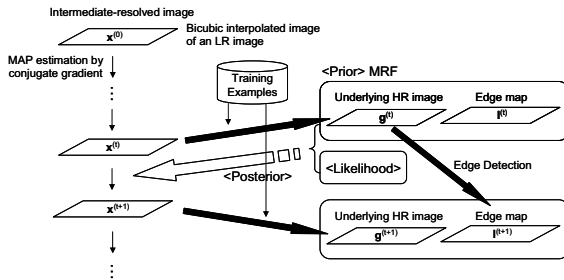 Intermediate-resolved image
x(0)
Bicubic interpolated image
of an LR image
MAP estimation by
conjugate gradient
Training
Examples
<Prior> MRF
Underlying HR image
Edge map
g(t)
l(t)
x(t)
<Likelihood>
<Posterior>
Edge Detection
x(t+1)
Underlying HR image
Edge map
g(t+1)
l(t+1)